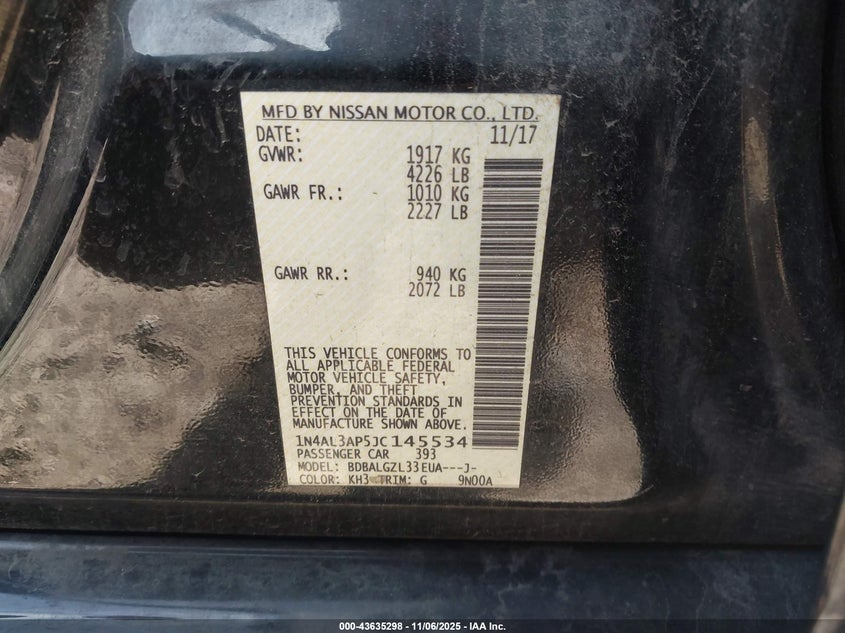 MFD BY NISSAN MOTOR CO., LTD.
DATE: 11/17
GVWR: 1917 KG
4226 LB
GAWR FR.: 1010 KG
2227 LB
GAWR RR.: 940 KG
2072 LB
THIS VEHICLE CONFORMS TO
ALL APPLICABLE FEDERAL
MOTOR VEHICLE SAFETY,
BUMPER, AND THEFT
PREVENTION STANDARDS IN
EFFECT ON THE DATE OF
MANUFACTURE SHOWN ABOVE.
1N4AL3AP5JC145534
PASSENGER CAR 393
MODEL: BDBALGZL33EUA---J-
COLOR: KH3 TRIM: G 9N00A
000-43635298 - 11/06/2025 - IAA Inc.